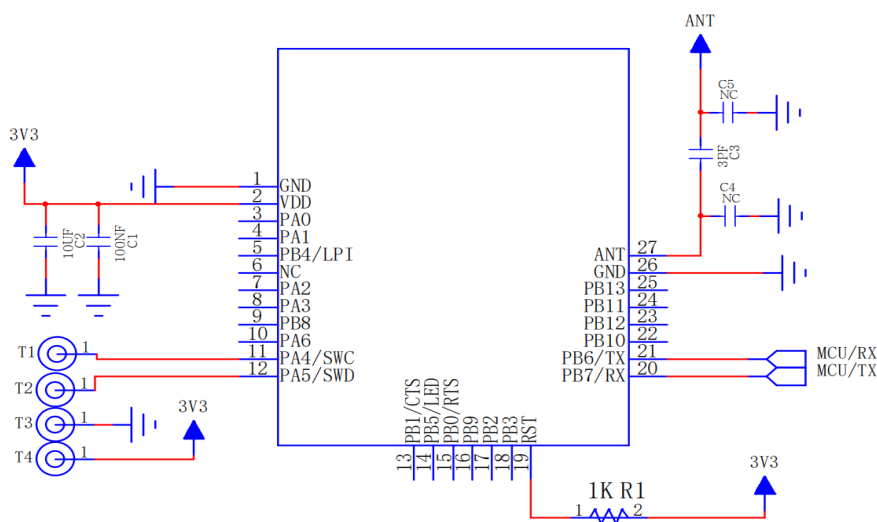 ANT
C5
NC
3PF
C3
C4
NC
3V3
10UF
C2
100NF
C1
1 GND
2 VDD
3 PA0
4 PA1
5 PB4/LPI
6 NC
7 PA2
8 PA3
9 PB8
10 PA6
11 PA4/SWC
12 PA5/SWD
ANT 27
GND 26
PB13 25
PB11 24
PB12 23
PB10 22
PB6/TX 21
PB7/RX 20
MCU/RX
MCU/TX
T1 1
T2 1
T3 1
T4 1
3V3
13 PB1/CTS
14 PB5/LED
15 PB0/RTS
16 PB9
17 PB2
18 PB3
19 RST
1K R1
1 2
3V3